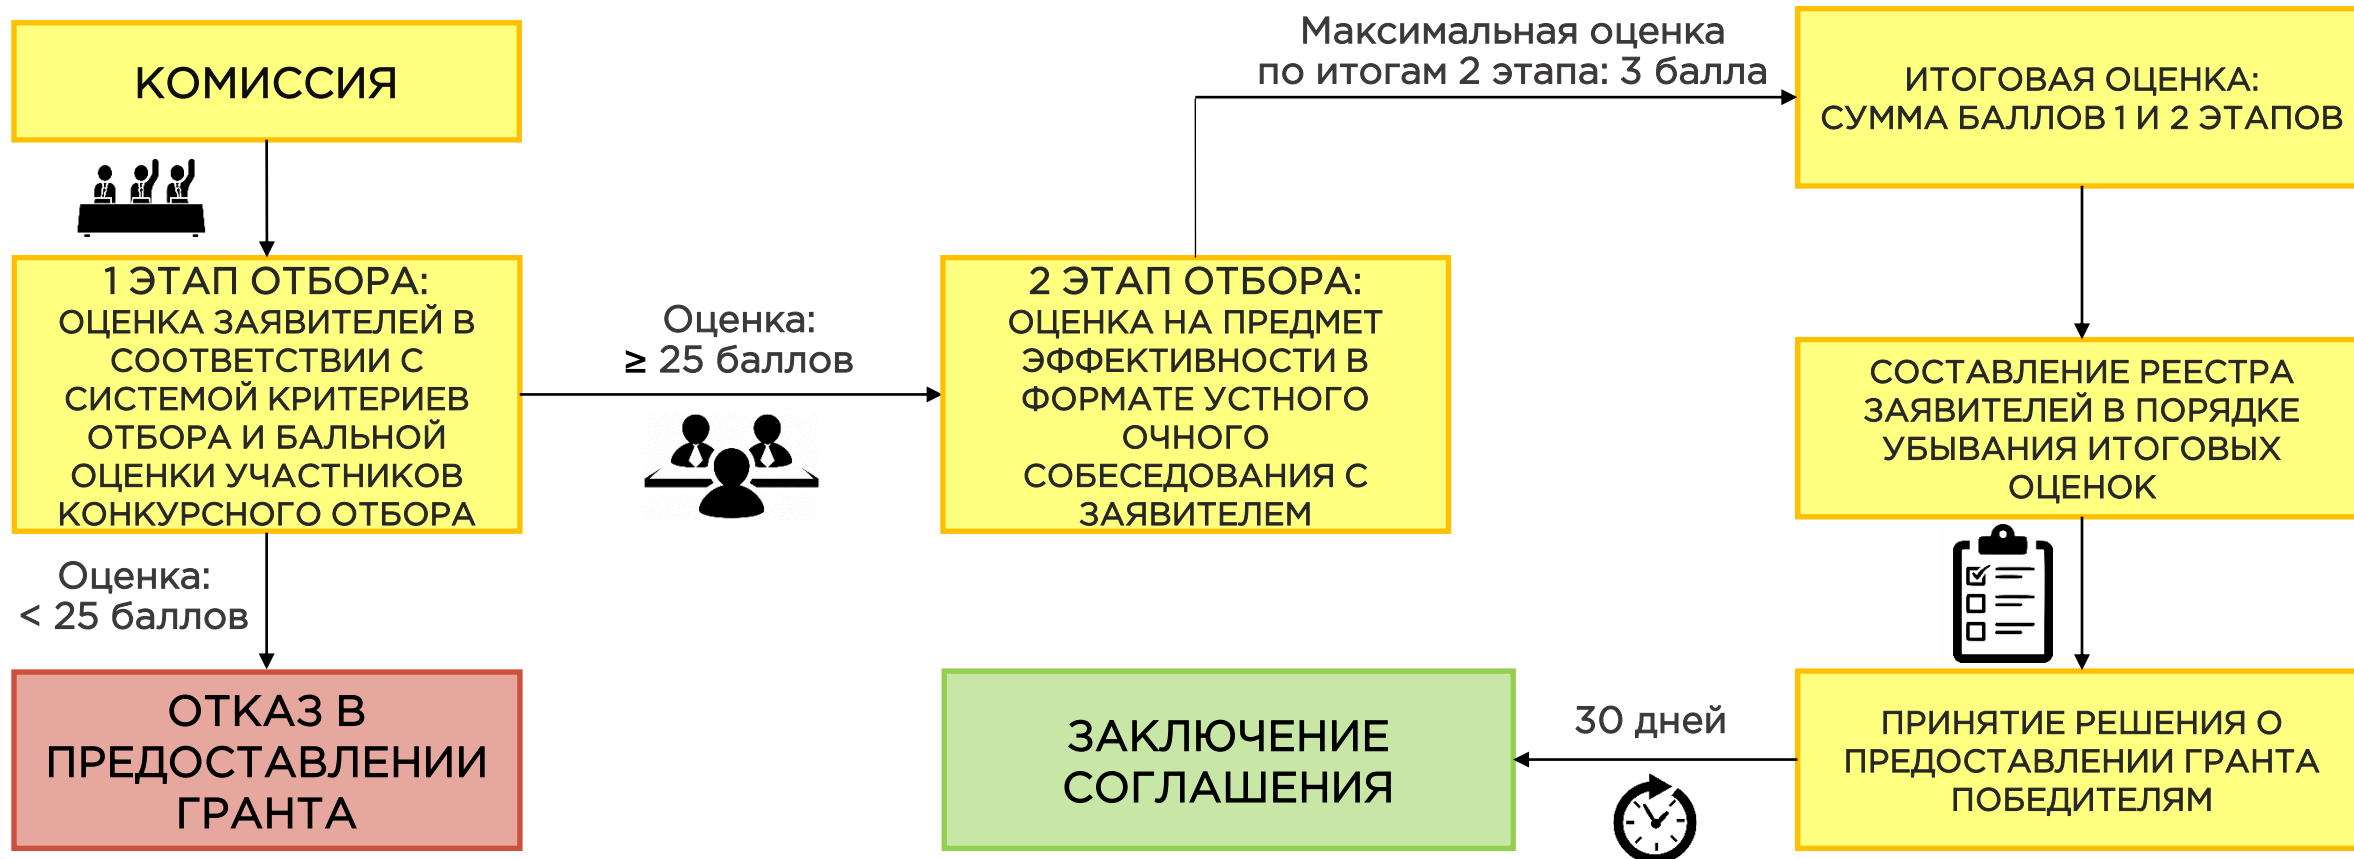 КОМИССИЯ
1 ЭТАП ОТБОРА:
ОЦЕНКА ЗАЯВИТЕЛЕЙ В
СООТВЕТСТВИИ С
СИСТЕМОЙ КРИТЕРИЕВ
ОТБОРА И БАЛЬНОЙ
ОЦЕНКИ УЧАСТНИКОВ
КОНКУРСНОГО ОТБОРА
Оценка:
< 25 баллов
ОТКАЗ В
ПРЕДОСТАВЛЕНИИ
ГРАНТА
Оценка:
≥ 25 баллов
2 ЭТАП ОТБОРА:
ОЦЕНКА НА ПРЕДМЕТ
ЭФФЕКТИВНОСТИ В
ФОРМАТЕ УСТНОГО
ОЧНОГО
СОБЕСЕДОВАНИЯ С
ЗАЯВИТЕЛЕМ
Максимальная оценка
по итогам 2 этапа: 3 балла
ИТОГОВАЯ ОЦЕНКА:
СУММА БАЛЛОВ 1 И 2 ЭТАПОВ
СОСТАВЛЕНИЕ РЕЕСТРА
ЗАЯВИТЕЛЕЙ В ПОРЯДКЕ
УБЫВАНИЯ ИТОГОВЫХ
ОЦЕНОК
ПРИНЯТИЕ РЕШЕНИЯ О
ПРЕДОСТАВЛЕНИИ ГРАНТА
ПОБЕДИТЕЛЯМ
30 дней
ЗАКЛЮЧЕНИЕ
СОГЛАШЕНИЯ